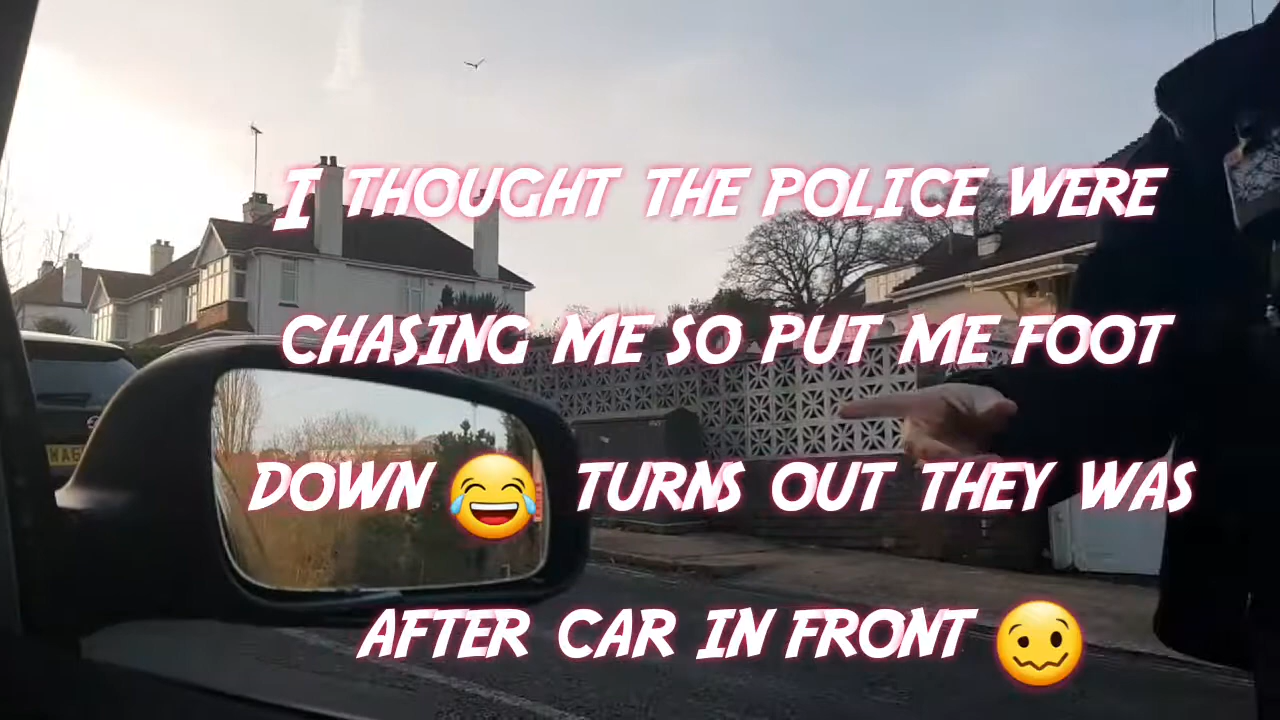 I THOUGHT THE POLICE WERE
CHASING ME SO PUT ME FOOT
DOWN 😂 TURNS OUT THEY WAS
AFTER CAR IN FRONT 🥴